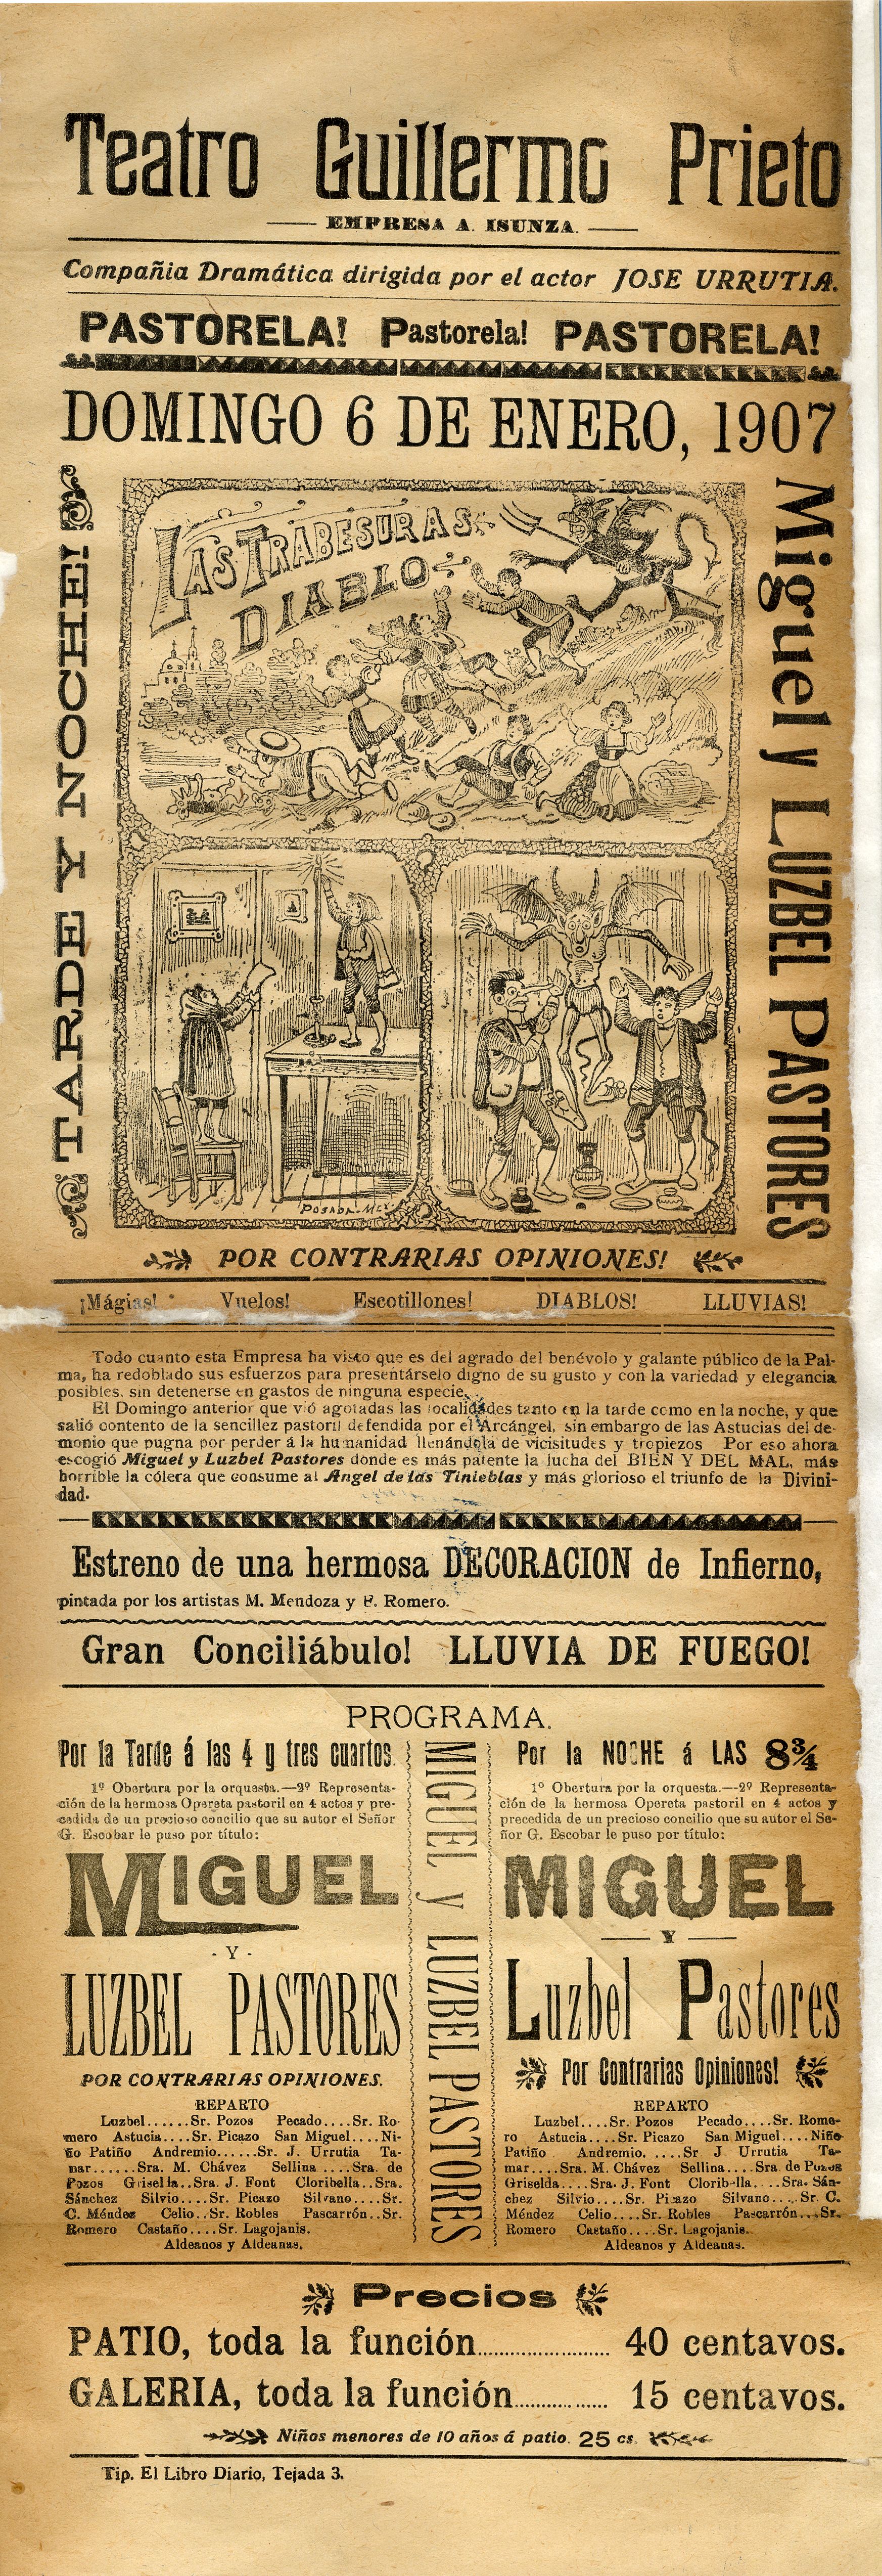 Teatro Guillermo Prieto
EMPRESA A. ISUNZA.
Compañia Dramática dirigida por el actor JOSE URRUTIA.
PASTORELA! Pastorela! PASTORELA!
DOMINGO 6 DE ENERO, 1907
TARDE Y NOCHE!
LAS TRABESURAS
DIABLO
POSADA-MEX
Miguel y LUZBEL PASTORES
POR CONTRARIAS OPINIONES!
¡Mágias! Vuelos! Escotillones! DIABLOS! LLUVIAS!
Todo cuanto esta Empresa ha visto que es del agrado del benévolo y galante público de la Pal-
ma, ha redoblado sus esfuerzos para presentárselo digno de su gusto y con la variedad y elegancia
posibles, sin detenerse en gastos de ninguna especie.
El Domingo anterior que vió agotadas las localidades tanto en la tarde como en la noche, y que
salió contento de la sencillez pastoril defendida por el Arcángel, sin embargo de las Astucias del de-
monio que pugna por perder á la humanidad llenándola de vicisitudes y tropiezos Por eso ahora
escogió Miguel y Luzbel Pastores donde es más patente la lucha del BIEN Y DEL MAL, más
horrible la cólera que consume al Angel de las Tinieblas y más glorioso el triunfo de la Divini-
dad.
Estreno de una hermosa DECORACION de Infierno,
pintada por los artistas M. Mendoza y F. Romero.
Gran Conciliábulo! LLUVIA DE FUEGO!
PROGRAMA.
Por la Tarde á las 4 y tres cuartos.
1º Obertura por la orquesta.—2º Representa-
ción de la hermosa Opereta pastoril en 4 actos y pre-
cedida de un precioso concilio que su autor el Señor
G. Escobar le puso por título:
MIGUEL
- Y -
LUZBEL PASTORES
POR CONTRARIAS OPINIONES.
REPARTO
Luzbel......Sr. Pozos Pecado....Sr. Ro-
mero Astucia....Sr. Picazo San Miguel....Ni-
ño Patiño Andremio......Sr. J. Urrutia Ta-
mar......Sra. M. Chávez Sellina....Sra. de
Pozos Griselda..Sra. J. Font Cloribella..Sra.
Sánchez Silvio....Sr. Picazo Silvano....Sr.
C. Méndez Celio..Sr. Robles Pascarrón..Sr.
Romero Castaño....Sr. Lagojanis.
Aldeanos y Aldeanas.
MIGUEL y LUZBEL PASTORES
Por la NOCHE á LAS 8¾
1º Obertura por la orquesta.—2º Representa-
ción de la hermosa Opereta pastoril en 4 actos y
precedida de un precioso concilio que su autor el Se-
ñor G. Escobar le puso por título:
MIGUEL
Y
Luzbel Pastores
Por Contrarias Opiniones!
REPARTO
Luzbel....Sr. Pozos Pecado....Sr. Rome-
ro Astucia....Sr. Picazo San Miguel....Niño
Patiño Andremio.....Sr J Urrutia Ta-
mar....Sra. M. Chávez Sellina....Sra de Pozos
Griselda...Sra. J. Font Cloribella....Sra. Sán-
chez Silvio....Sr. Picazo Silvano....Sr. C.
Méndez Celio....Sr. Robles Pascarrón...Sr.
Romero Castaño....Sr. Lagojanis.
Aldeanos y Aldeanas.
Precios
PATIO, toda la función........................ 40 centavos.
GALERIA, toda la función................. 15 centavos.
Niños menores de 10 años á patio. 25 cs.
Tip. El Libro Diario, Tejada 3.